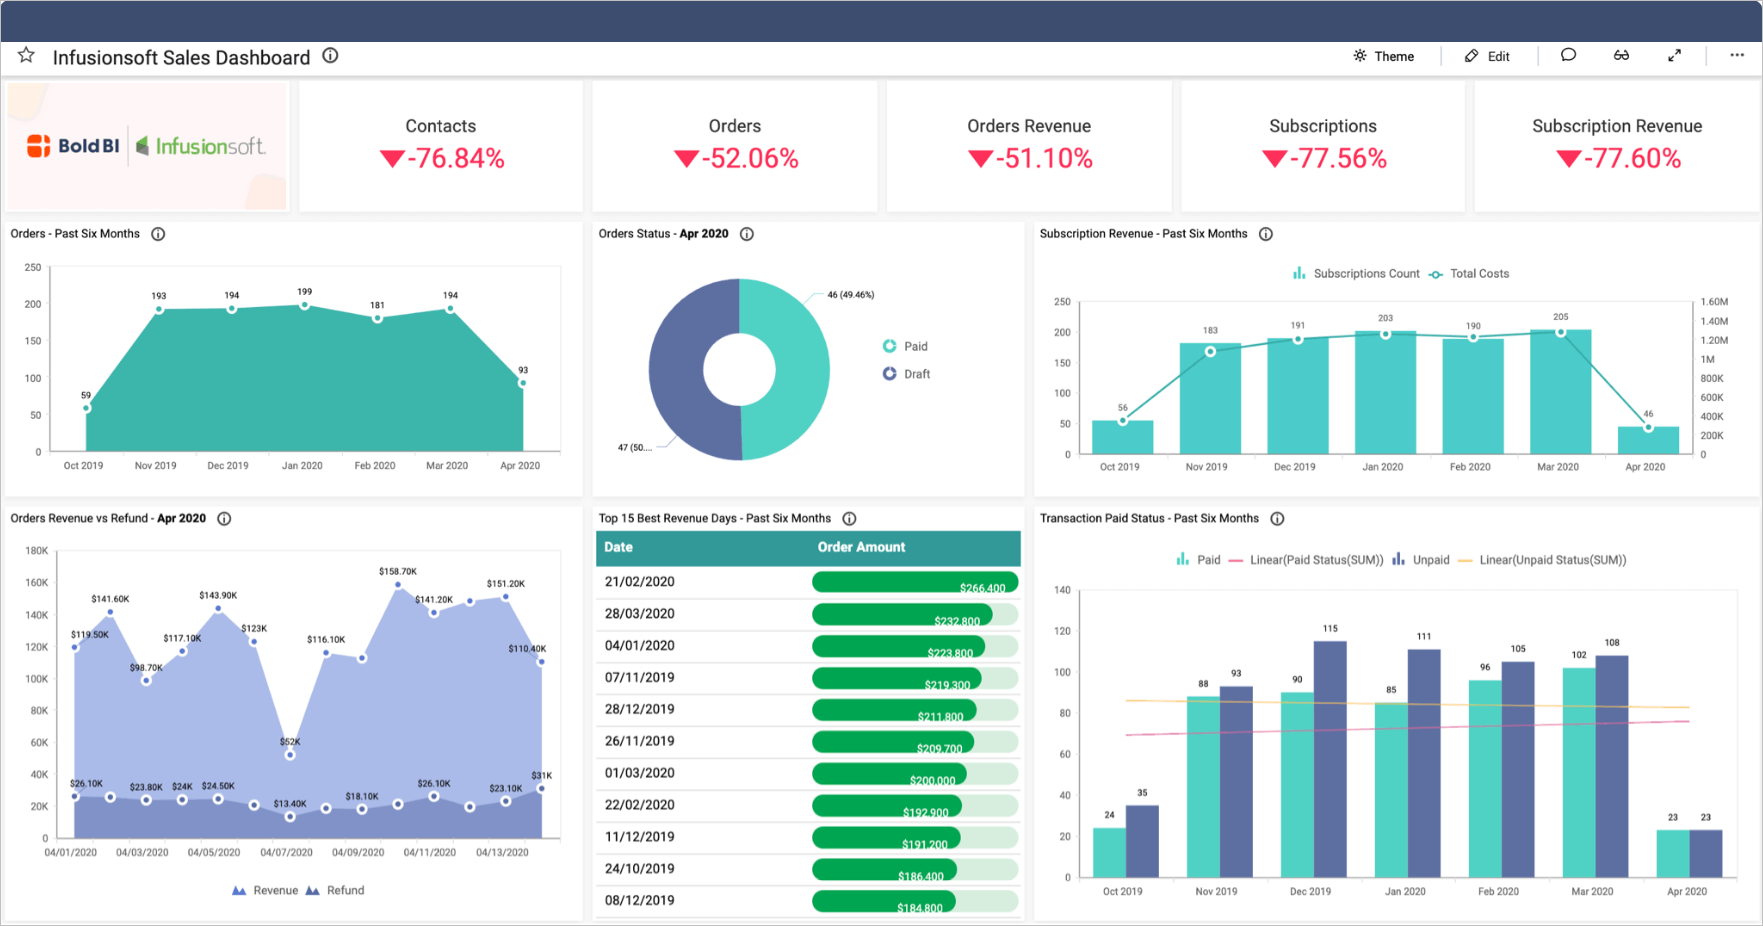 Infusionsoft Sales Dashboard
Theme
Edit
Bold BI
Infusionsoft.
Contacts
-76.84%
Orders
-52.06%
Orders Revenue
-51.10%
Subscriptions
-77.56%
Subscription Revenue
-77.60%
Orders - Past Six Months
250
200
150
100
50
0
59
193
194
199
181
194
93
Oct 2019
Nov 2019
Dec 2019
Jan 2020
Feb 2020
Mar 2020
Apr 2020
Orders Status - Apr 2020
46 (49.46%)
47 (50....
Paid
Draft
Subscription Revenue - Past Six Months
Subscriptions Count
Total Costs
250
200
150
100
50
0
56
183
191
203
190
205
46
1.60M
1.40M
1.20M
1M
800K
600K
400K
200K
0
Oct 2019
Nov 2019
Dec 2019
Jan 2020
Feb 2020
Mar 2020
Apr 2020
Orders Revenue vs Refund - Apr 2020
180K
160K
140K
120K
100K
80K
60K
40K
20K
0
$119.50K
$141.60K
$98.70K
$117.10K
$143.90K
$123K
$52K
$116.10K
$158.70K
$141.20K
$151.20K
$110.40K
$26.10K
$23.80K
$24K
$24.50K
$13.40K
$18.10K
$26.10K
$23.10K
$31K
04/01/2020
04/03/2020
04/05/2020
04/07/2020
04/09/2020
04/11/2020
04/13/2020
Revenue
Refund
Top 15 Best Revenue Days - Past Six Months
Date Order Amount
21/02/2020 $266,400
28/03/2020 $232,800
04/01/2020 $223,800
07/11/2019 $219,300
28/12/2019 $211,800
26/11/2019 $209,700
01/03/2020 $200,000
22/02/2020 $192,900
11/12/2019 $191,200
24/10/2019 $186,400
08/12/2019 $184,800
Transaction Paid Status - Past Six Months
Paid
Linear(Paid Status(SUM))
Unpaid
Linear(Unpaid Status(SUM))
140
120
100
80
60
40
20
0
24
35
88
93
90
115
85
111
96
105
102
108
23
23
Oct 2019
Nov 2019
Dec 2019
Jan 2020
Feb 2020
Mar 2020
Apr 2020